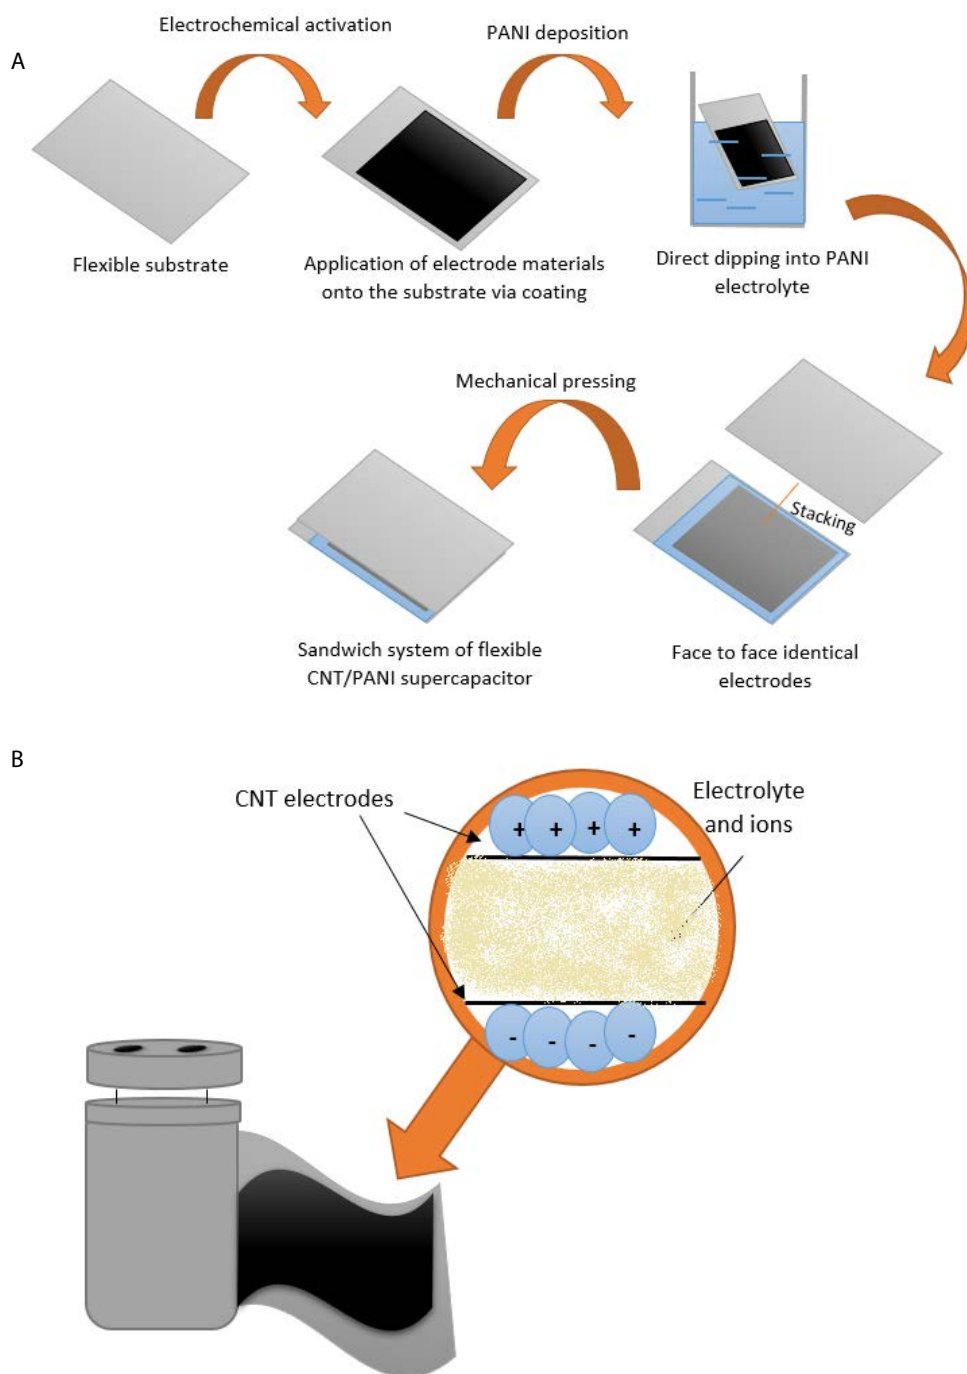 A
Electrochemical activation
PANI deposition
Flexible substrate
Application of electrode materials
onto the substrate via coating
Direct dipping into PANI
electrolyte
Mechanical pressing
Stacking
Sandwich system of flexible
CNT/PANI supercapacitor
Face to face identical
electrodes
B
CNT electrodes
Electrolyte
and ions
+ + + +
- - - -